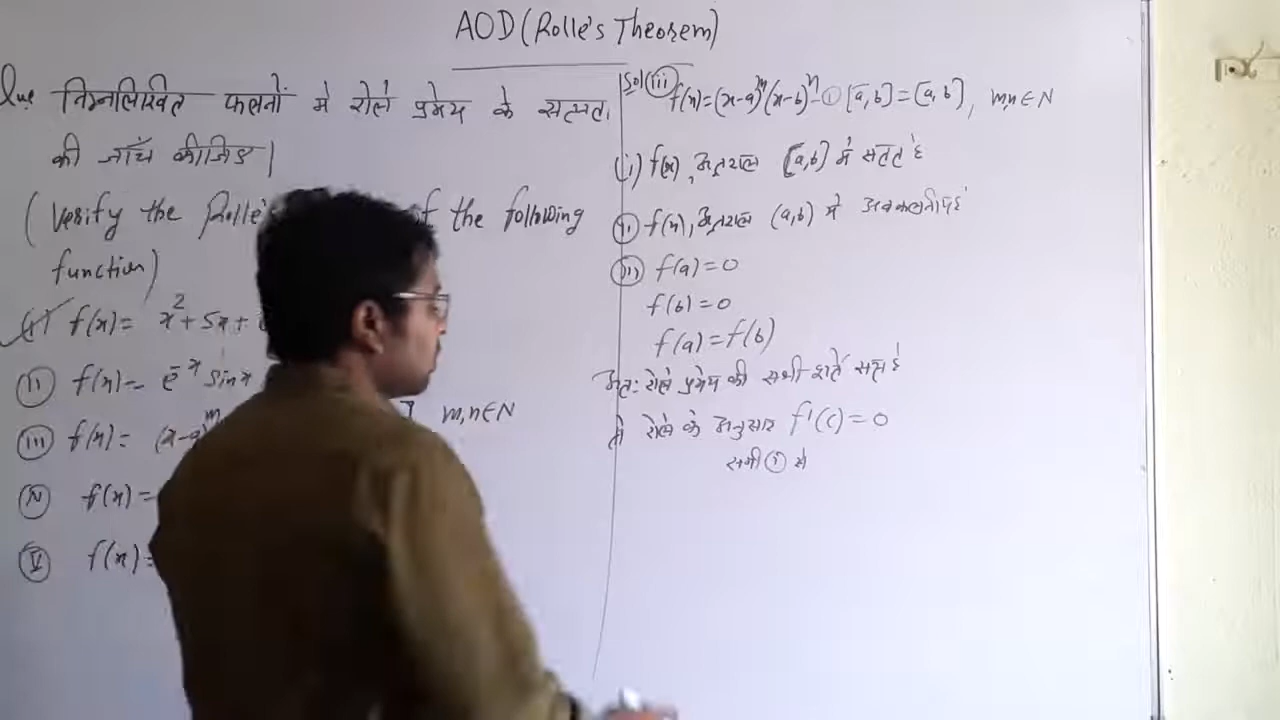 AOD (Rolle's Theorem)
Que निम्नलिखित फलनों मे रोले प्रमेय के सत्यता
की जाँच कीजिए।
(Verify the Rolle's of the following
function)
(i) f(x) = x² + 5x +
(ii) f(x) = e⁻ˣ sinx
(iii) f(x) = (x-a)ᵐ m,n∈N
(iv) f(x) =
(v) f(x) =
Sol (iii) f(x) = (x-a)ᵐ(x-b)ⁿ – ① [a, b] = [a, b], m,n∈N
(i) f(x), अन्तराल [a,b] मे सतत है
(ii) f(x), अन्तराल (a,b) मे अवकलनीय है
(iii) f(a) = 0
f(b) = 0
f(a) = f(b)
अतः रोले प्रमेय की सभी शर्ते सत्य है
तो रोले के अनुसार f'(c) = 0
समी ① से